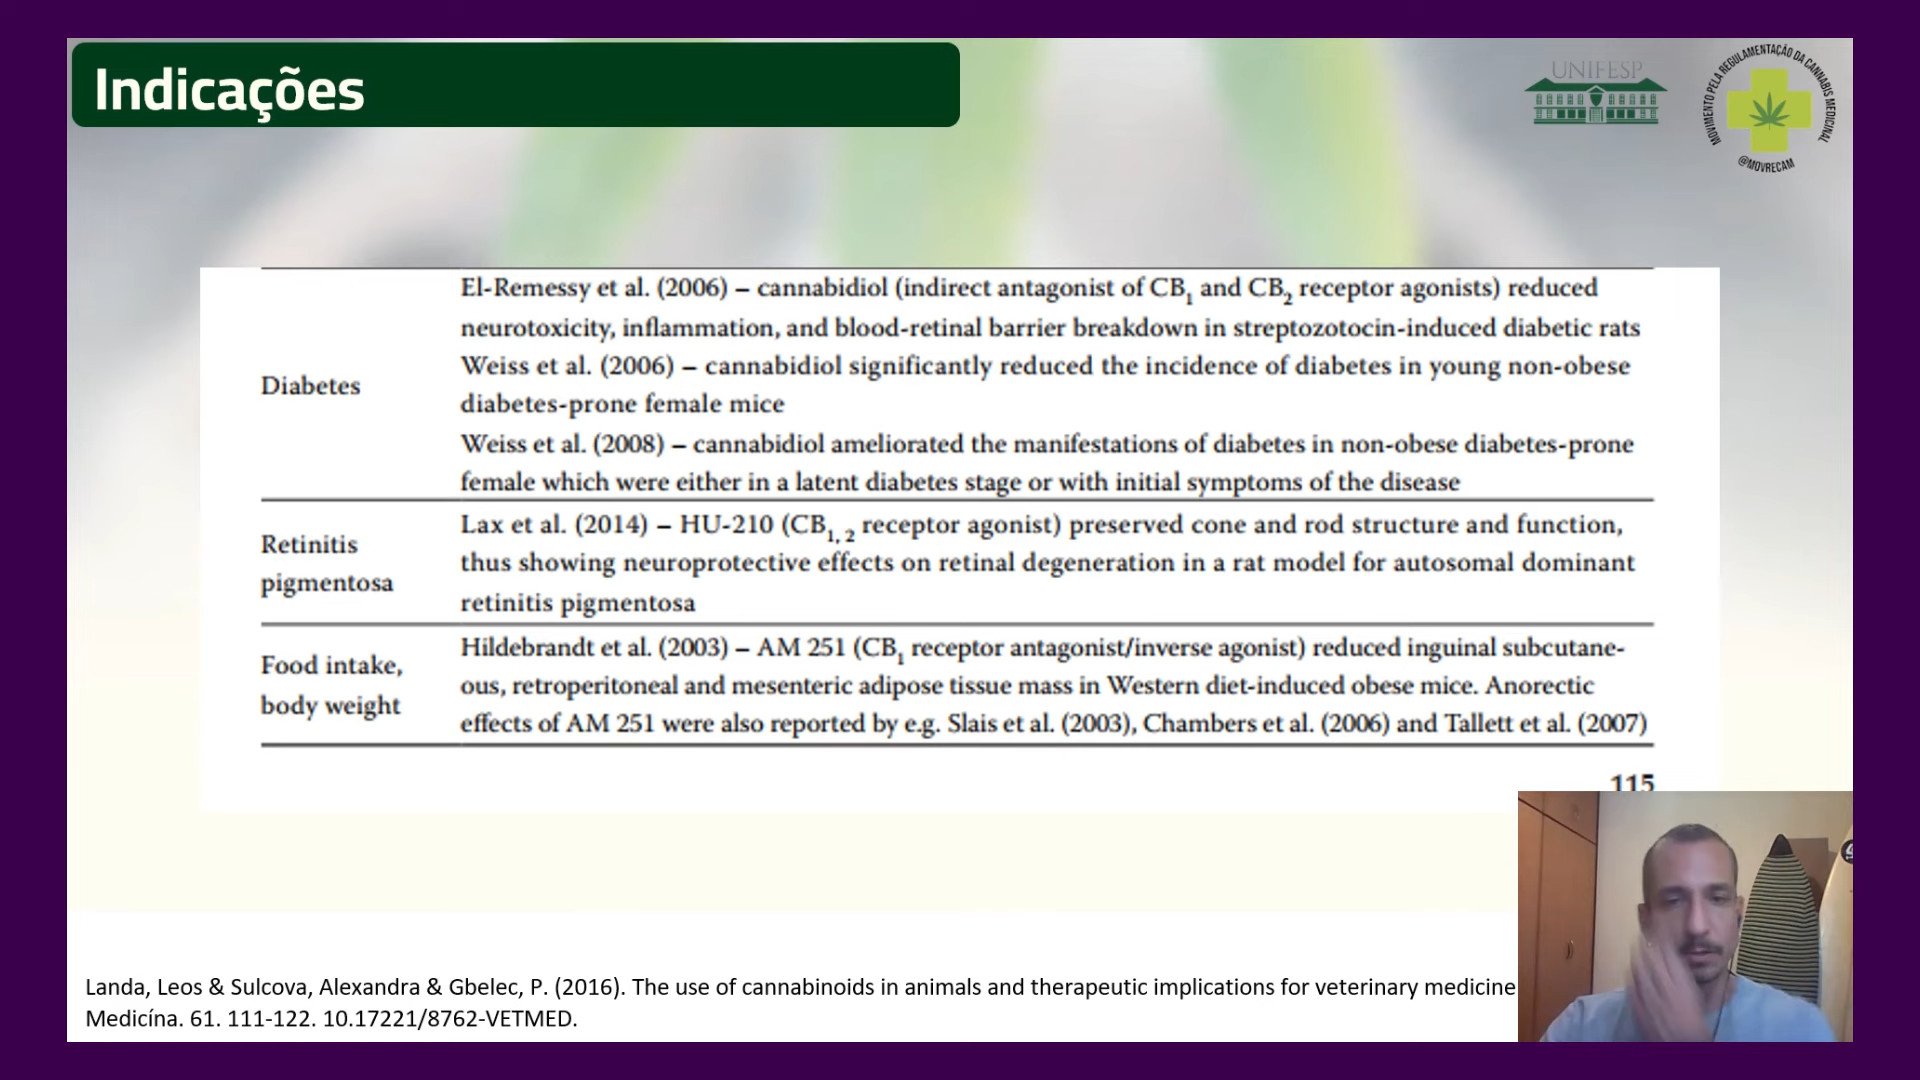 Indicações
UNIFESP
MOVIMENTO PELA REGULAMENTAÇÃO DA CANNABIS MEDICINAL
@MOVRECAM
El-Remessy et al. (2006) – cannabidiol (indirect antagonist of CB1 and CB2 receptor agonists) reduced
neurotoxicity, inflammation, and blood-retinal barrier breakdown in streptozotocin-induced diabetic rats
Diabetes
Weiss et al. (2006) – cannabidiol significantly reduced the incidence of diabetes in young non-obese
diabetes-prone female mice
Weiss et al. (2008) – cannabidiol ameliorated the manifestations of diabetes in non-obese diabetes-prone
female which were either in a latent diabetes stage or with initial symptoms of the disease
Retinitis
pigmentosa
Lax et al. (2014) – HU-210 (CB1, 2 receptor agonist) preserved cone and rod structure and function,
thus showing neuroprotective effects on retinal degeneration in a rat model for autosomal dominant
retinitis pigmentosa
Food intake,
body weight
Hildebrandt et al. (2003) – AM 251 (CB1 receptor antagonist/inverse agonist) reduced inguinal subcutane-
ous, retroperitoneal and mesenteric adipose tissue mass in Western diet-induced obese mice. Anorectic
effects of AM 251 were also reported by e.g. Slais et al. (2003), Chambers et al. (2006) and Tallett et al. (2007)
115
Landa, Leos & Sulcova, Alexandra & Gbelec, P. (2016). The use of cannabinoids in animals and therapeutic implications for veterinary medicine
Medicína. 61. 111-122. 10.17221/8762-VETMED.